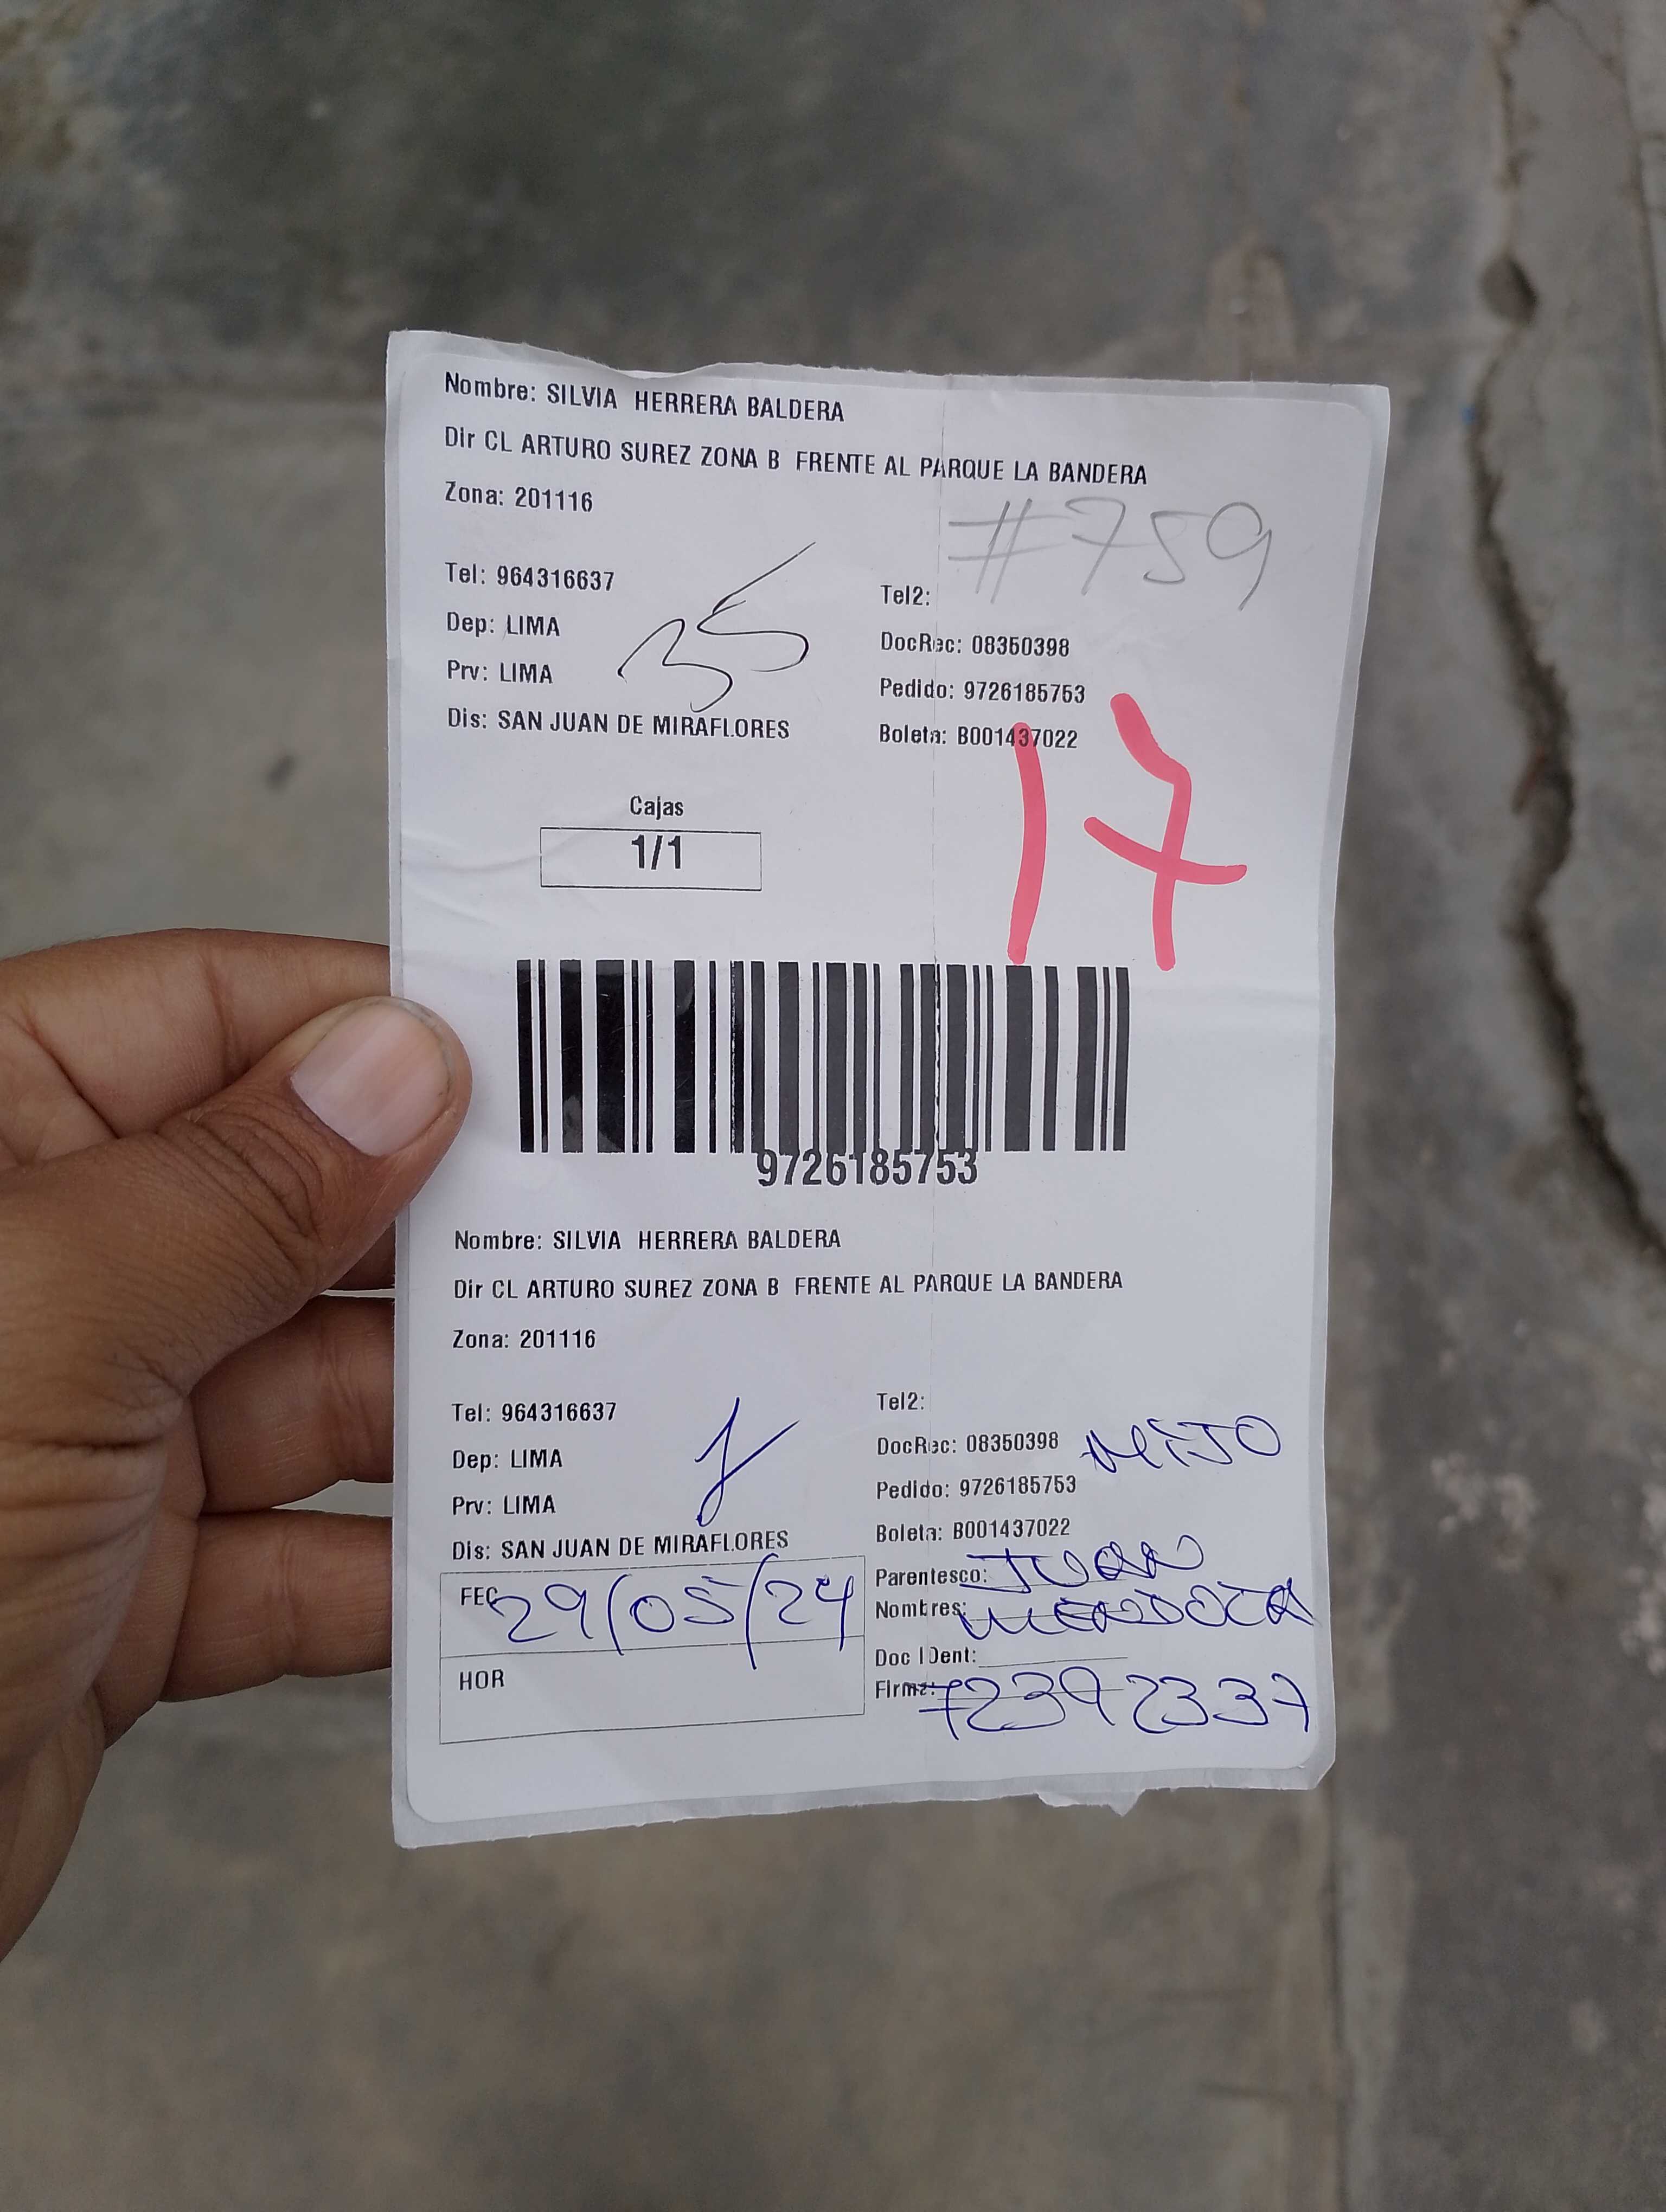 Nombre: SILVIA HERRERA BALDERA
Dir CL ARTURO SUREZ ZONA B FRENTE AL PARQUE LA BANDERA
Zona: 201116
#759
Tel: 964316637
Tel2:
Dep: LIMA
DocRec: 08350398
Prv: LIMA
Pedido: 9726185753
Dis: SAN JUAN DE MIRAFLORES
Boleta: B001437022
17
Cajas
1/1
9726185753
Nombre: SILVIA HERRERA BALDERA
Dir CL ARTURO SUREZ ZONA B FRENTE AL PARQUE LA BANDERA
Zona: 201116
Tel: 964316637
Tel2:
Dep: LIMA
DocRec: 08350398
Prv: LIMA
Pedido: 9726185753
Dis: SAN JUAN DE MIRAFLORES
Boleta: B001437022
FEC 29/05/24
Parentesco: JUAN
Nombres: MENDOZA
HOR
Doc IDent:
Firma: 72392337